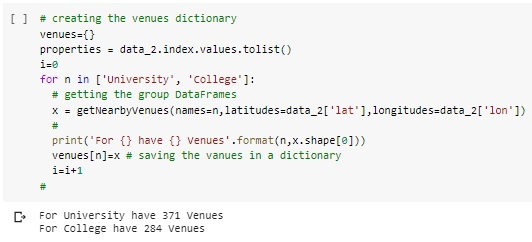 [ ] # creating the venues dictionary
venues={}
properties = data_2.index.values.tolist()
i=0
for n in ['University', 'College']:
# getting the group DataFrames
x = getNearbyVenues(names=n,latitudes=data_2['lat'],longitudes=data_2['lon'])
#
print('For {} have {} Venues'.format(n,x.shape[0]))
venues[n]=x # saving the vanues in a dictionary
i=i+1
#
For University have 371 Venues
For College have 284 Venues